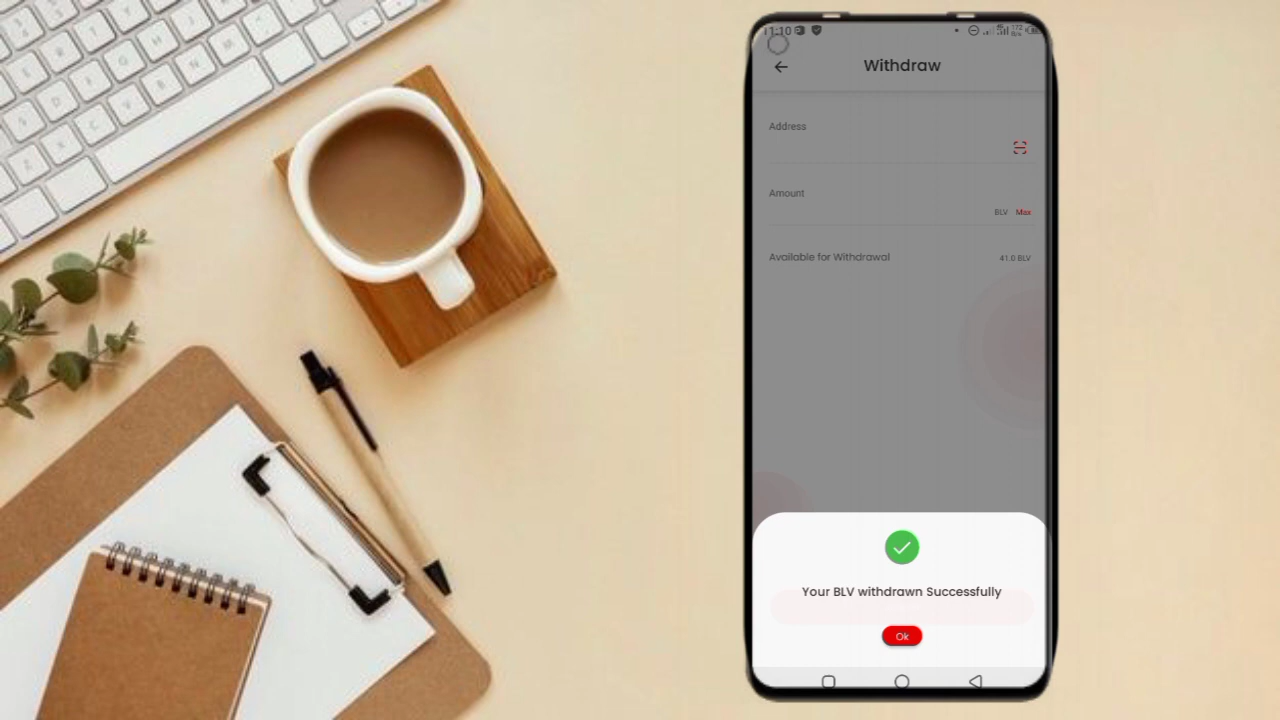 11:10
Withdraw
Address
Amount
BLV Max
Available for Withdrawal
41.0 BLV
Your BLV withdrawn Successfully
Ok